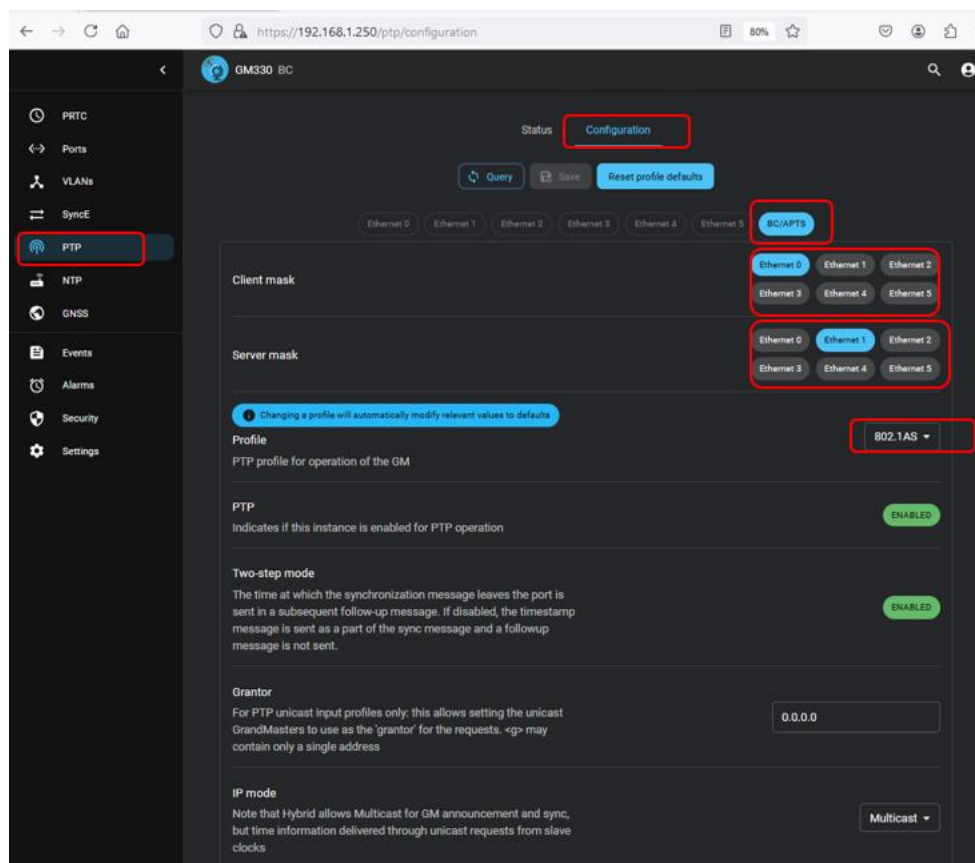 https://192.168.1.250/ptp/configuration
80%
GM330 BC
PRTC
Ports
VLANs
SyncE
PTP
NTP
GNSS
Events
Alarms
Security
Settings
Status Configuration
Query Save Reset profile defaults
Ethernet 0 Ethernet 1 Ethernet 2 Ethernet 3 Ethernet 4 Ethernet 5 BC/APTS
Client mask
Ethernet 0 Ethernet 1 Ethernet 2
Ethernet 3 Ethernet 4 Ethernet 5
Server mask
Ethernet 0 Ethernet 1 Ethernet 2
Ethernet 3 Ethernet 4 Ethernet 5
Changing a profile will automatically modify relevant values to defaults
Profile
PTP profile for operation of the GM
802.1AS
PTP
Indicates if this instance is enabled for PTP operation
ENABLED
Two-step mode
The time at which the synchronization message leaves the port is
sent in a subsequent follow-up message. If disabled, the timestamp
message is sent as a part of the sync message and a followup
message is not sent.
ENABLED
Grantor
For PTP unicast input profiles only: this allows setting the unicast
GrandMasters to use as the 'grantor' for the requests. <g> may
contain only a single address
0.0.0.0
IP mode
Note that Hybrid allows Multicast for GM announcement and sync,
but time information delivered through unicast requests from slave
clocks
Multicast